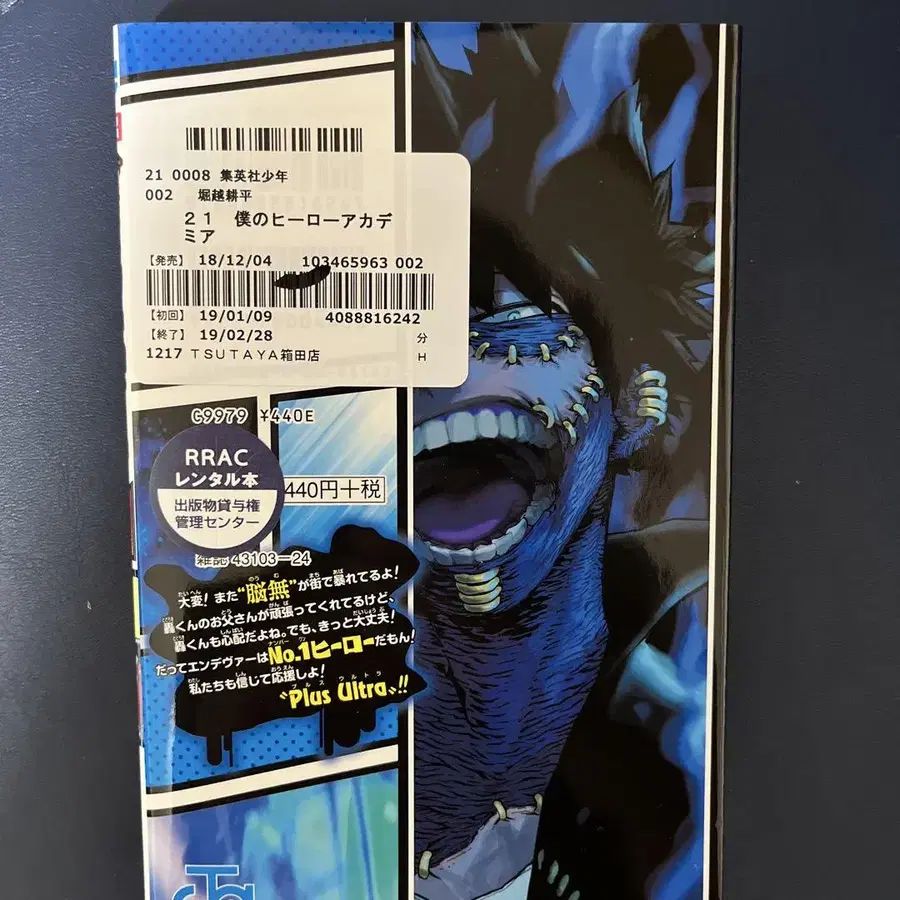 21 0008 集英社少年
002 堀越耕平
21 僕のヒーローアカデ
ミア
【発売】 18/12/04 103465963 002
【初回】 19/01/09 4088816242
【終了】 19/02/28 分
1217 TSUTAYA箱田店 H
C9979 ¥440E
RRAC
レンタル本
出版物貸与権
管理センター
440円+税
雑誌 43103-24
大変!また“脳無”が街で暴れてるよ!
轟くんのお父さんが頑張ってくれてるけど、
轟くんも心配だよね。でも、きっと大丈夫!
だってエンデヴァーはNo.1ヒーローだもん!
私たちも信じて応援しよ!
“Plus Ultra”!!